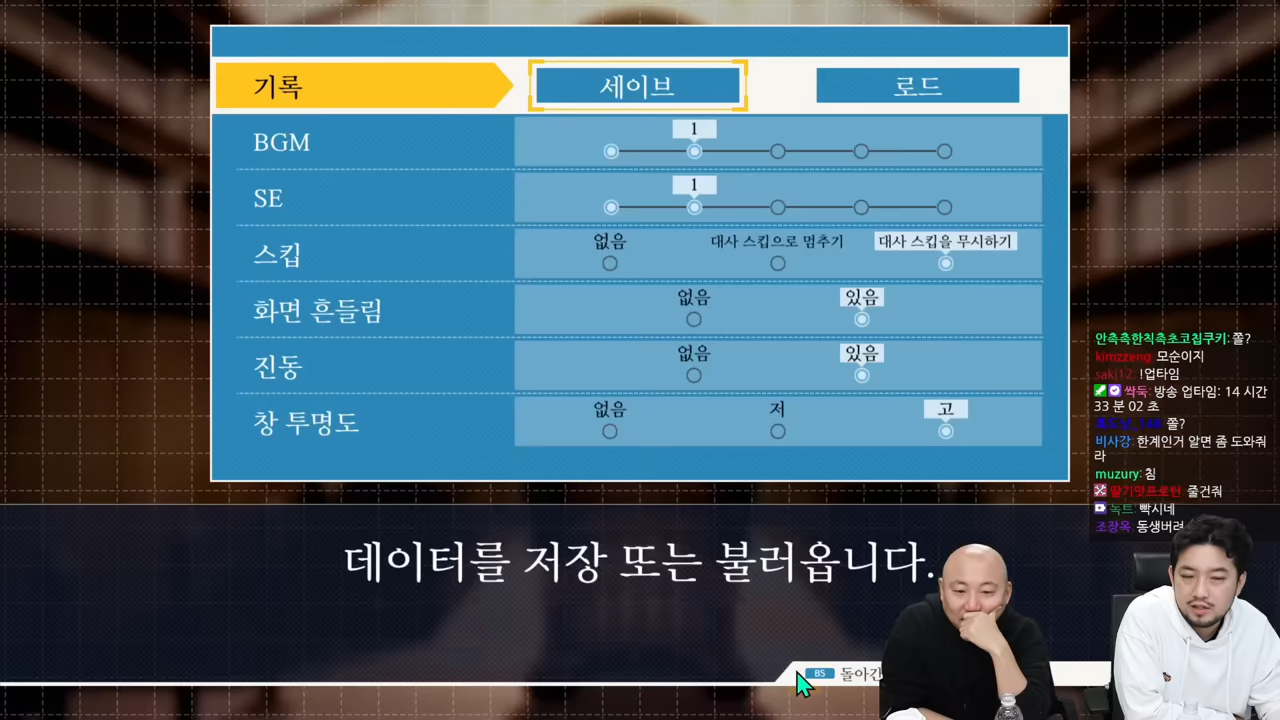 기록
세이브
로드
BGM
1
SE
1
스킵
없음
대사 스킵으로 멈추기
대사 스킵을 무시하기
화면 흔들림
없음
있음
진동
없음
있음
창 투명도
없음
저
고
데이터를 저장 또는 불러옵니다.
BS 돌아간
안촉촉한칙촉초코칩쿠키: 쫄?
kimzzeng: 모순이지
saki12: !업타임
싹둑: 방송 업타임: 14 시간
33 분 02 초
쫄?
비사강: 한계인거 알면 좀 도와줘
라
muzury: 침
딸기맛프로틴: 줄건줘
녹트: 빡시네
조장옥: 동생버려